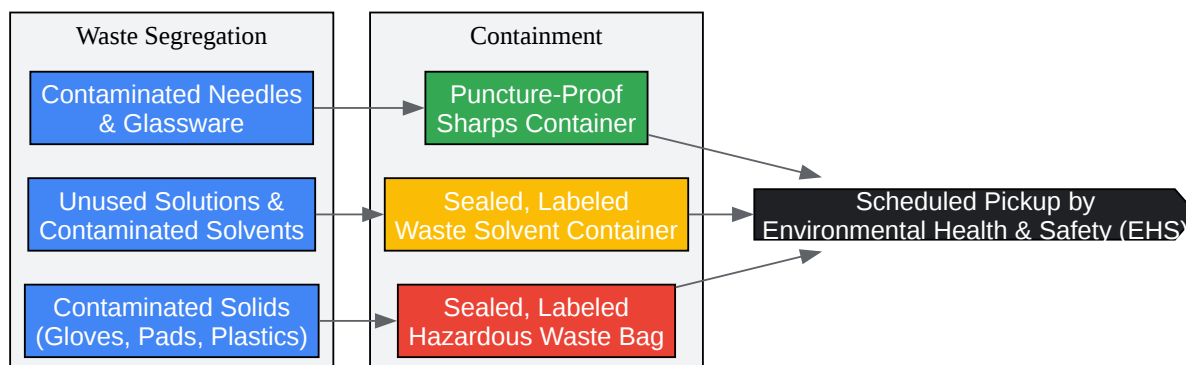 Waste Segregation
Containment
Contaminated Needles
& Glassware
Puncture-Proof
Sharps Container
Unused Solutions &
Contaminated Solvents
Sealed, Labeled
Waste Solvent Container
Scheduled Pickup by
Environmental Health & Safety (EHS)
Contaminated Solids
(Gloves, Pads, Plastics)
Sealed, Labeled
Hazardous Waste Bag